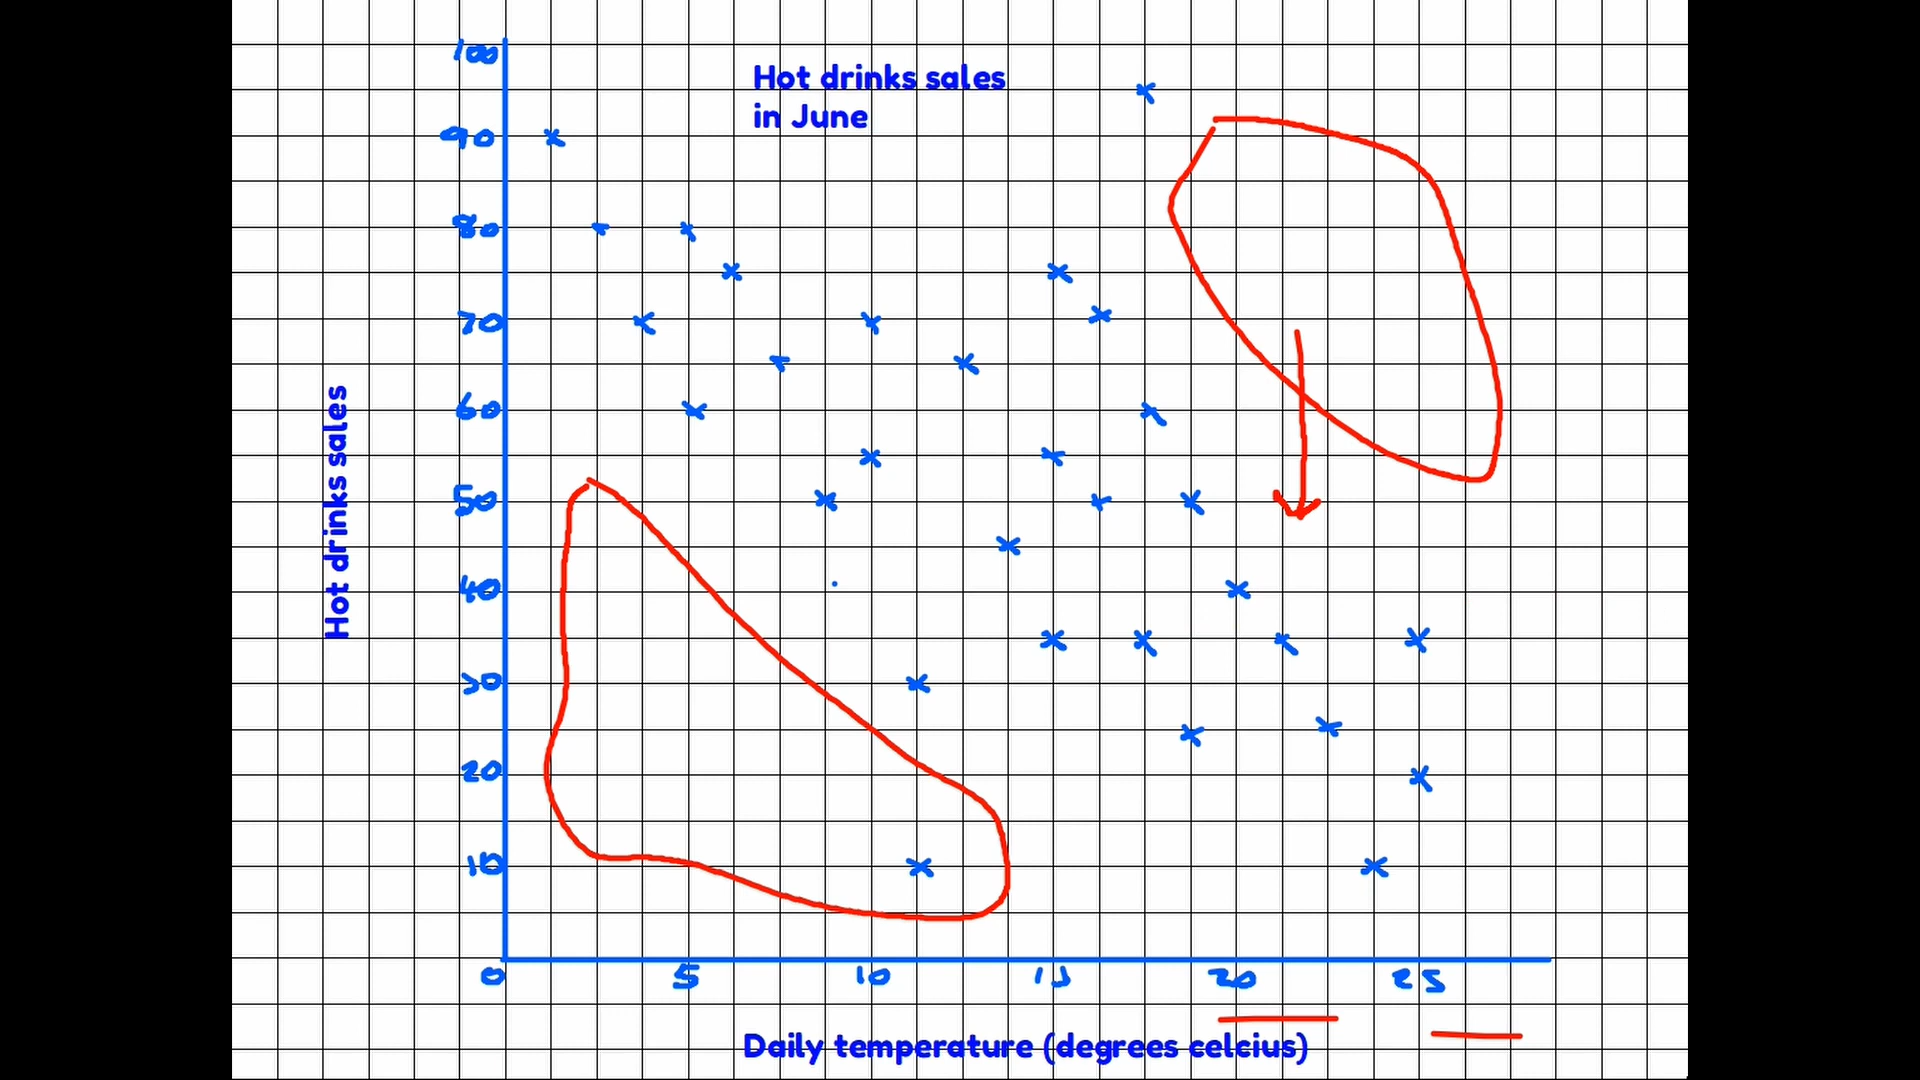 Hot drinks sales
in June
100
90
80
70
60
50
40
30
20
10
Hot drinks sales
0 5 10 15 20 25
Daily temperature (degrees celcius)